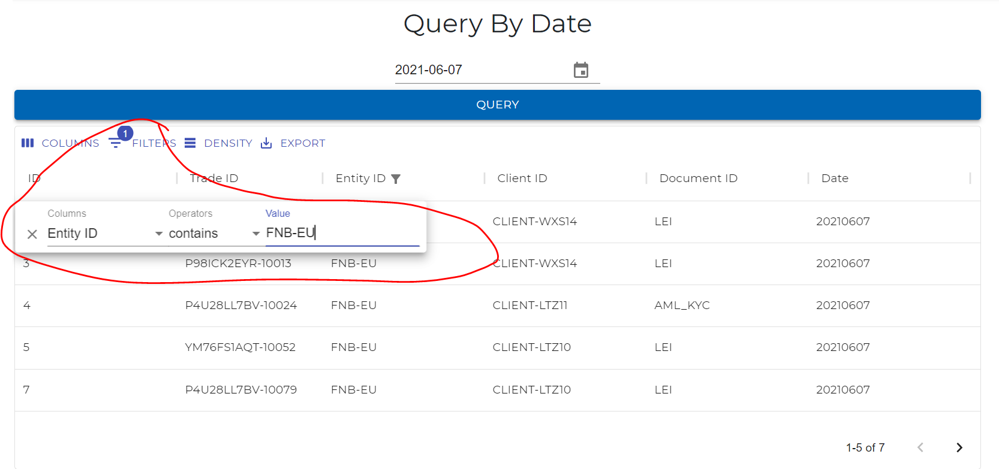 Query By Date
2021-06-07
QUERY
COLUMNS 1 FILTERS DENSITY EXPORT
ID Trade ID Entity ID Client ID Document ID Date
Columns Operators Value
Entity ID contains FNB-EU
CLIENT-WXS14 LEI 20210607
3 P98ICK2EYR-10013 FNB-EU CLIENT-WXS14 LEI 20210607
4 P4U28LL7BV-10024 FNB-EU CLIENT-LTZ11 AML_KYC 20210607
5 YM76FS1AQT-10052 FNB-EU CLIENT-LTZ10 LEI 20210607
7 P4U28LL7BV-10079 FNB-EU CLIENT-LTZ10 LEI 20210607
1-5 of 7